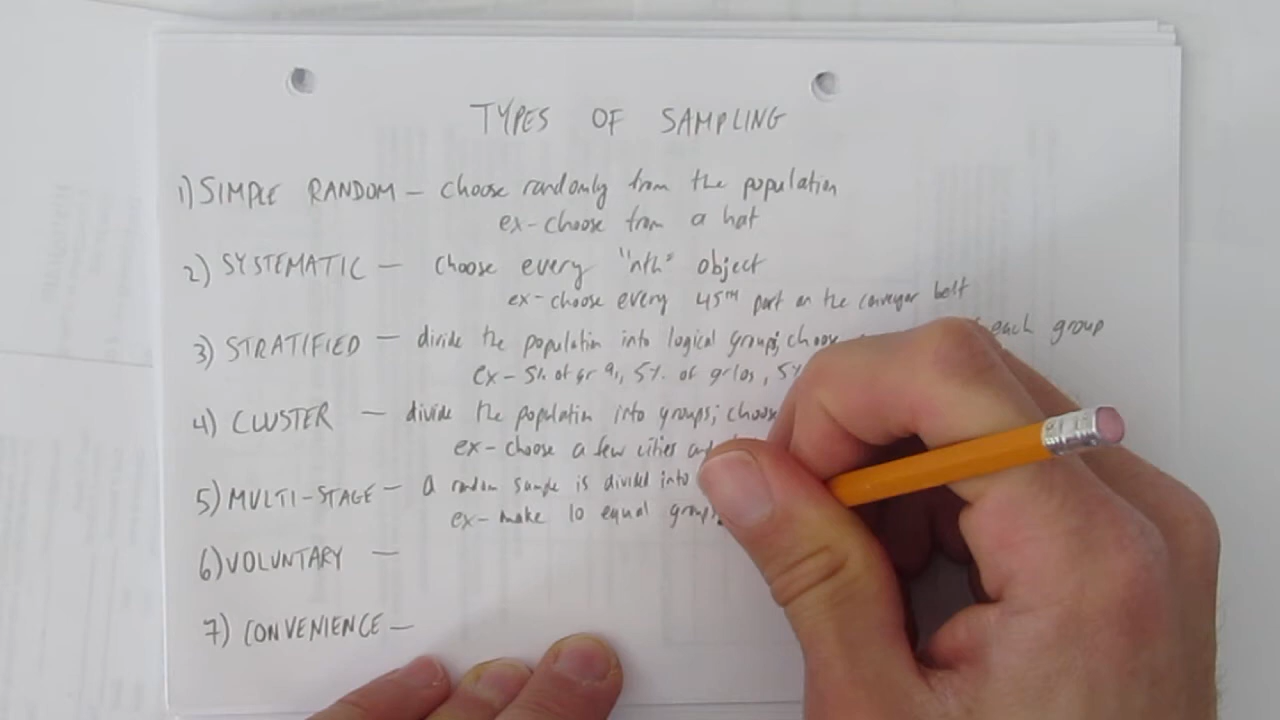 TYPES OF SAMPLING
1) SIMPLE RANDOM - choose randomly from the population
ex - choose from a hat
2) SYSTEMATIC - choose every "nth" object
ex - choose every 45TH part on the conveyor belt
3) STRATIFIED - divide the population into logical groups; choose each group
ex - 5% of gr 9s, 5% of gr 10s, 5%
4) CLUSTER - divide the population into groups; choose
ex - choose a few cities and
5) MULTI-STAGE - a random sample is divided into
ex - make 10 equal groups
6) VOLUNTARY -
7) CONVENIENCE -